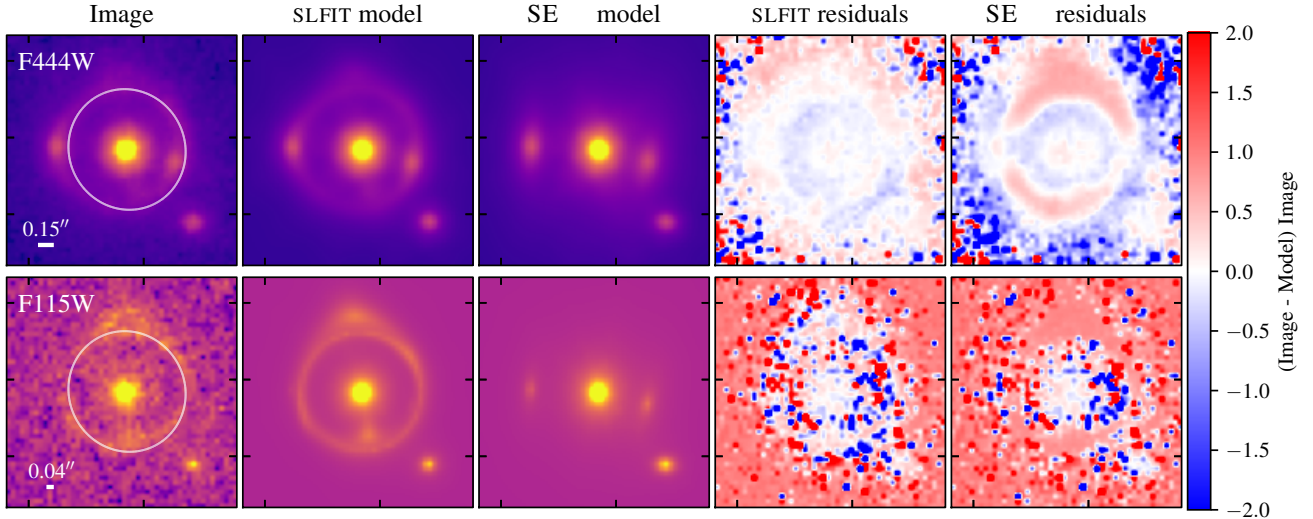 Image SLFIT model SE model SLFIT residuals SE residuals
F444W
0.15″
F115W
0.04″
2.0
1.5
1.0
0.5
0.0
−0.5
−1.0
−1.5
−2.0
(Image - Model) Image